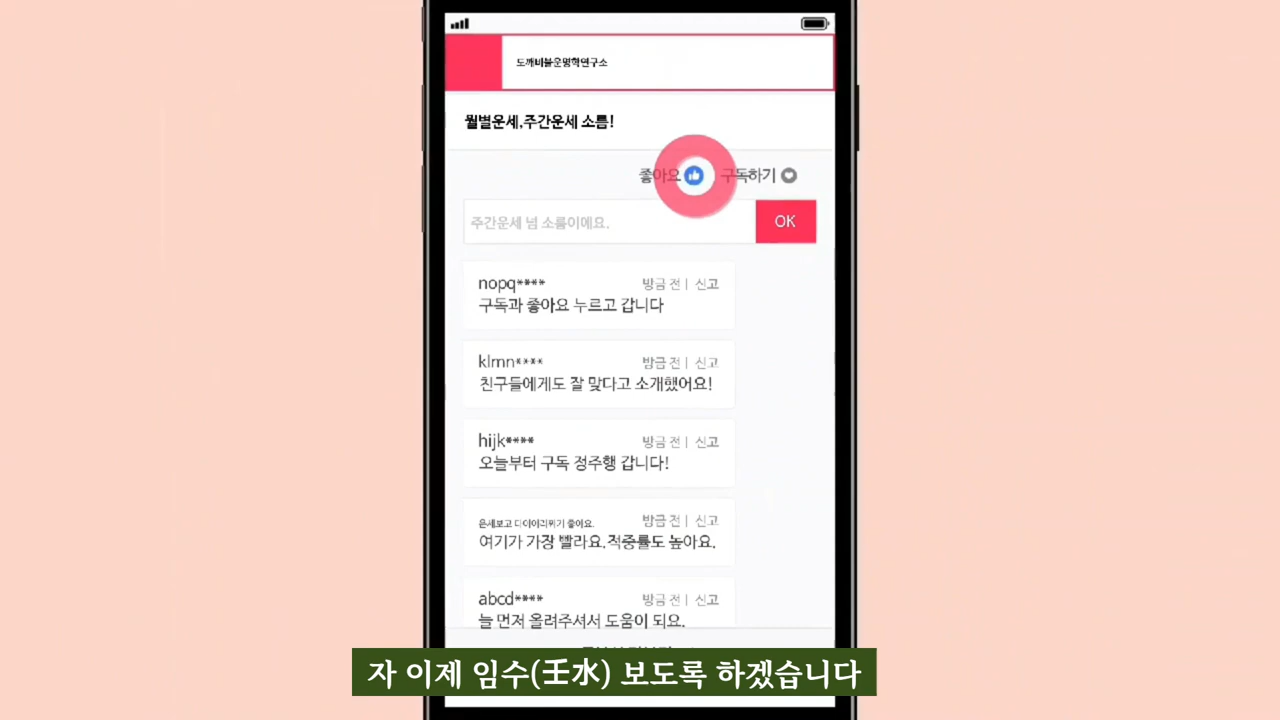 도깨비불운명학연구소
월별운세,주간운세 소름!
좋아요 구독하기
주간운세 넘 소름이에요. OK
nopq**** 방금 전 | 신고
구독과 좋아요 누르고 갑니다
klmn**** 방금 전 | 신고
친구들에게도 잘 맞다고 소개했어요!
hijk**** 방금 전 | 신고
오늘부터 구독 정주행 갑니다!
운세보고 다이어리뀌기 좋아요. 방금 전 | 신고
여기가 가장 빨라요.적중률도 높아요.
abcd**** 방금 전 | 신고
늘 먼저 올려주셔서 도움이 되요.
자 이제 임수(壬水) 보도록 하겠습니다